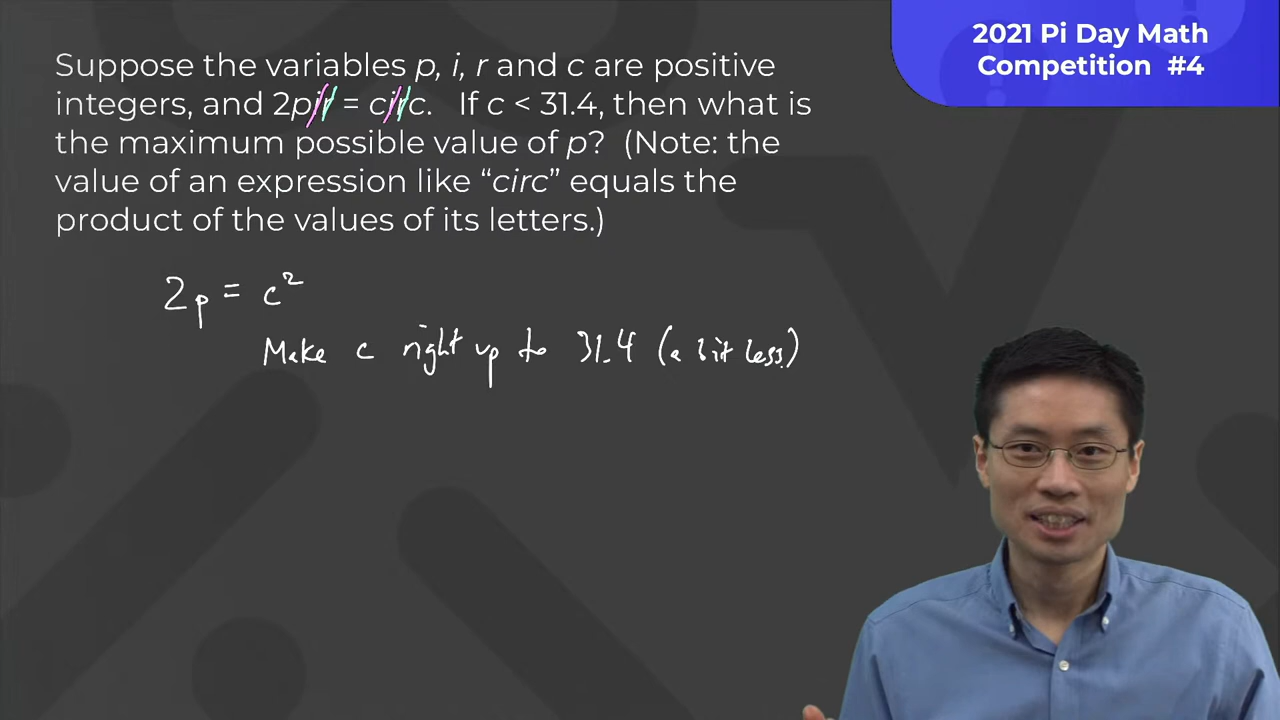 2021 Pi Day Math
Competition #4
Suppose the variables p, i, r and c are positive
integers, and 2pir = circ. If c < 31.4, then what is
the maximum possible value of p? (Note: the
value of an expression like “circ” equals the
product of the values of its letters.)
2p = c²
Make c right up to 31.4 (a bit less)